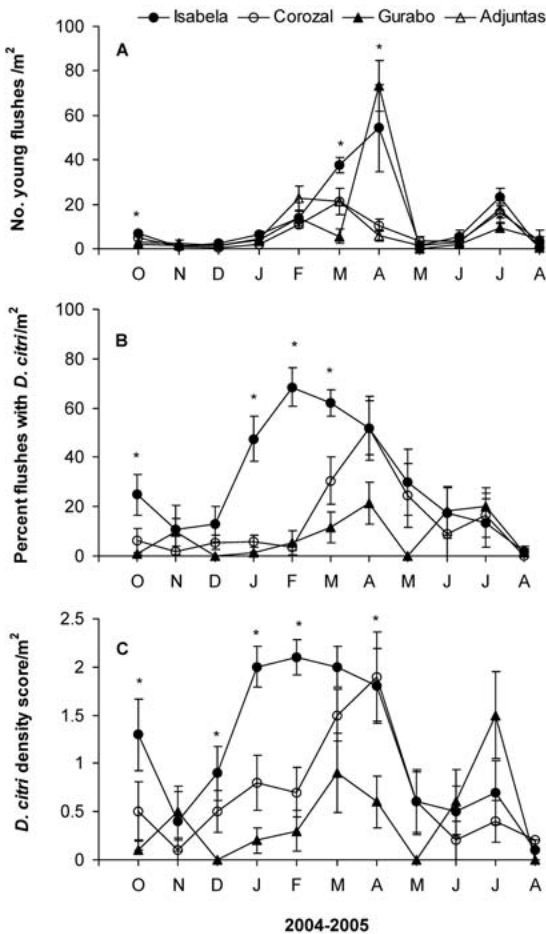 Isabela Corozal Gurabo Adjuntas
A
No. young flushes /m²
100
80
60
40
20
0
* * *
O N D J F M A M J J A
B
Percent flushes with D. citri/m²
100
80
60
40
20
0
* * * *
O N D J F M A M J J A
C
D. citri density score/m²
2.5
2
1.5
1
0.5
0
* * * * *
O N D J F M A M J J A
2004-2005